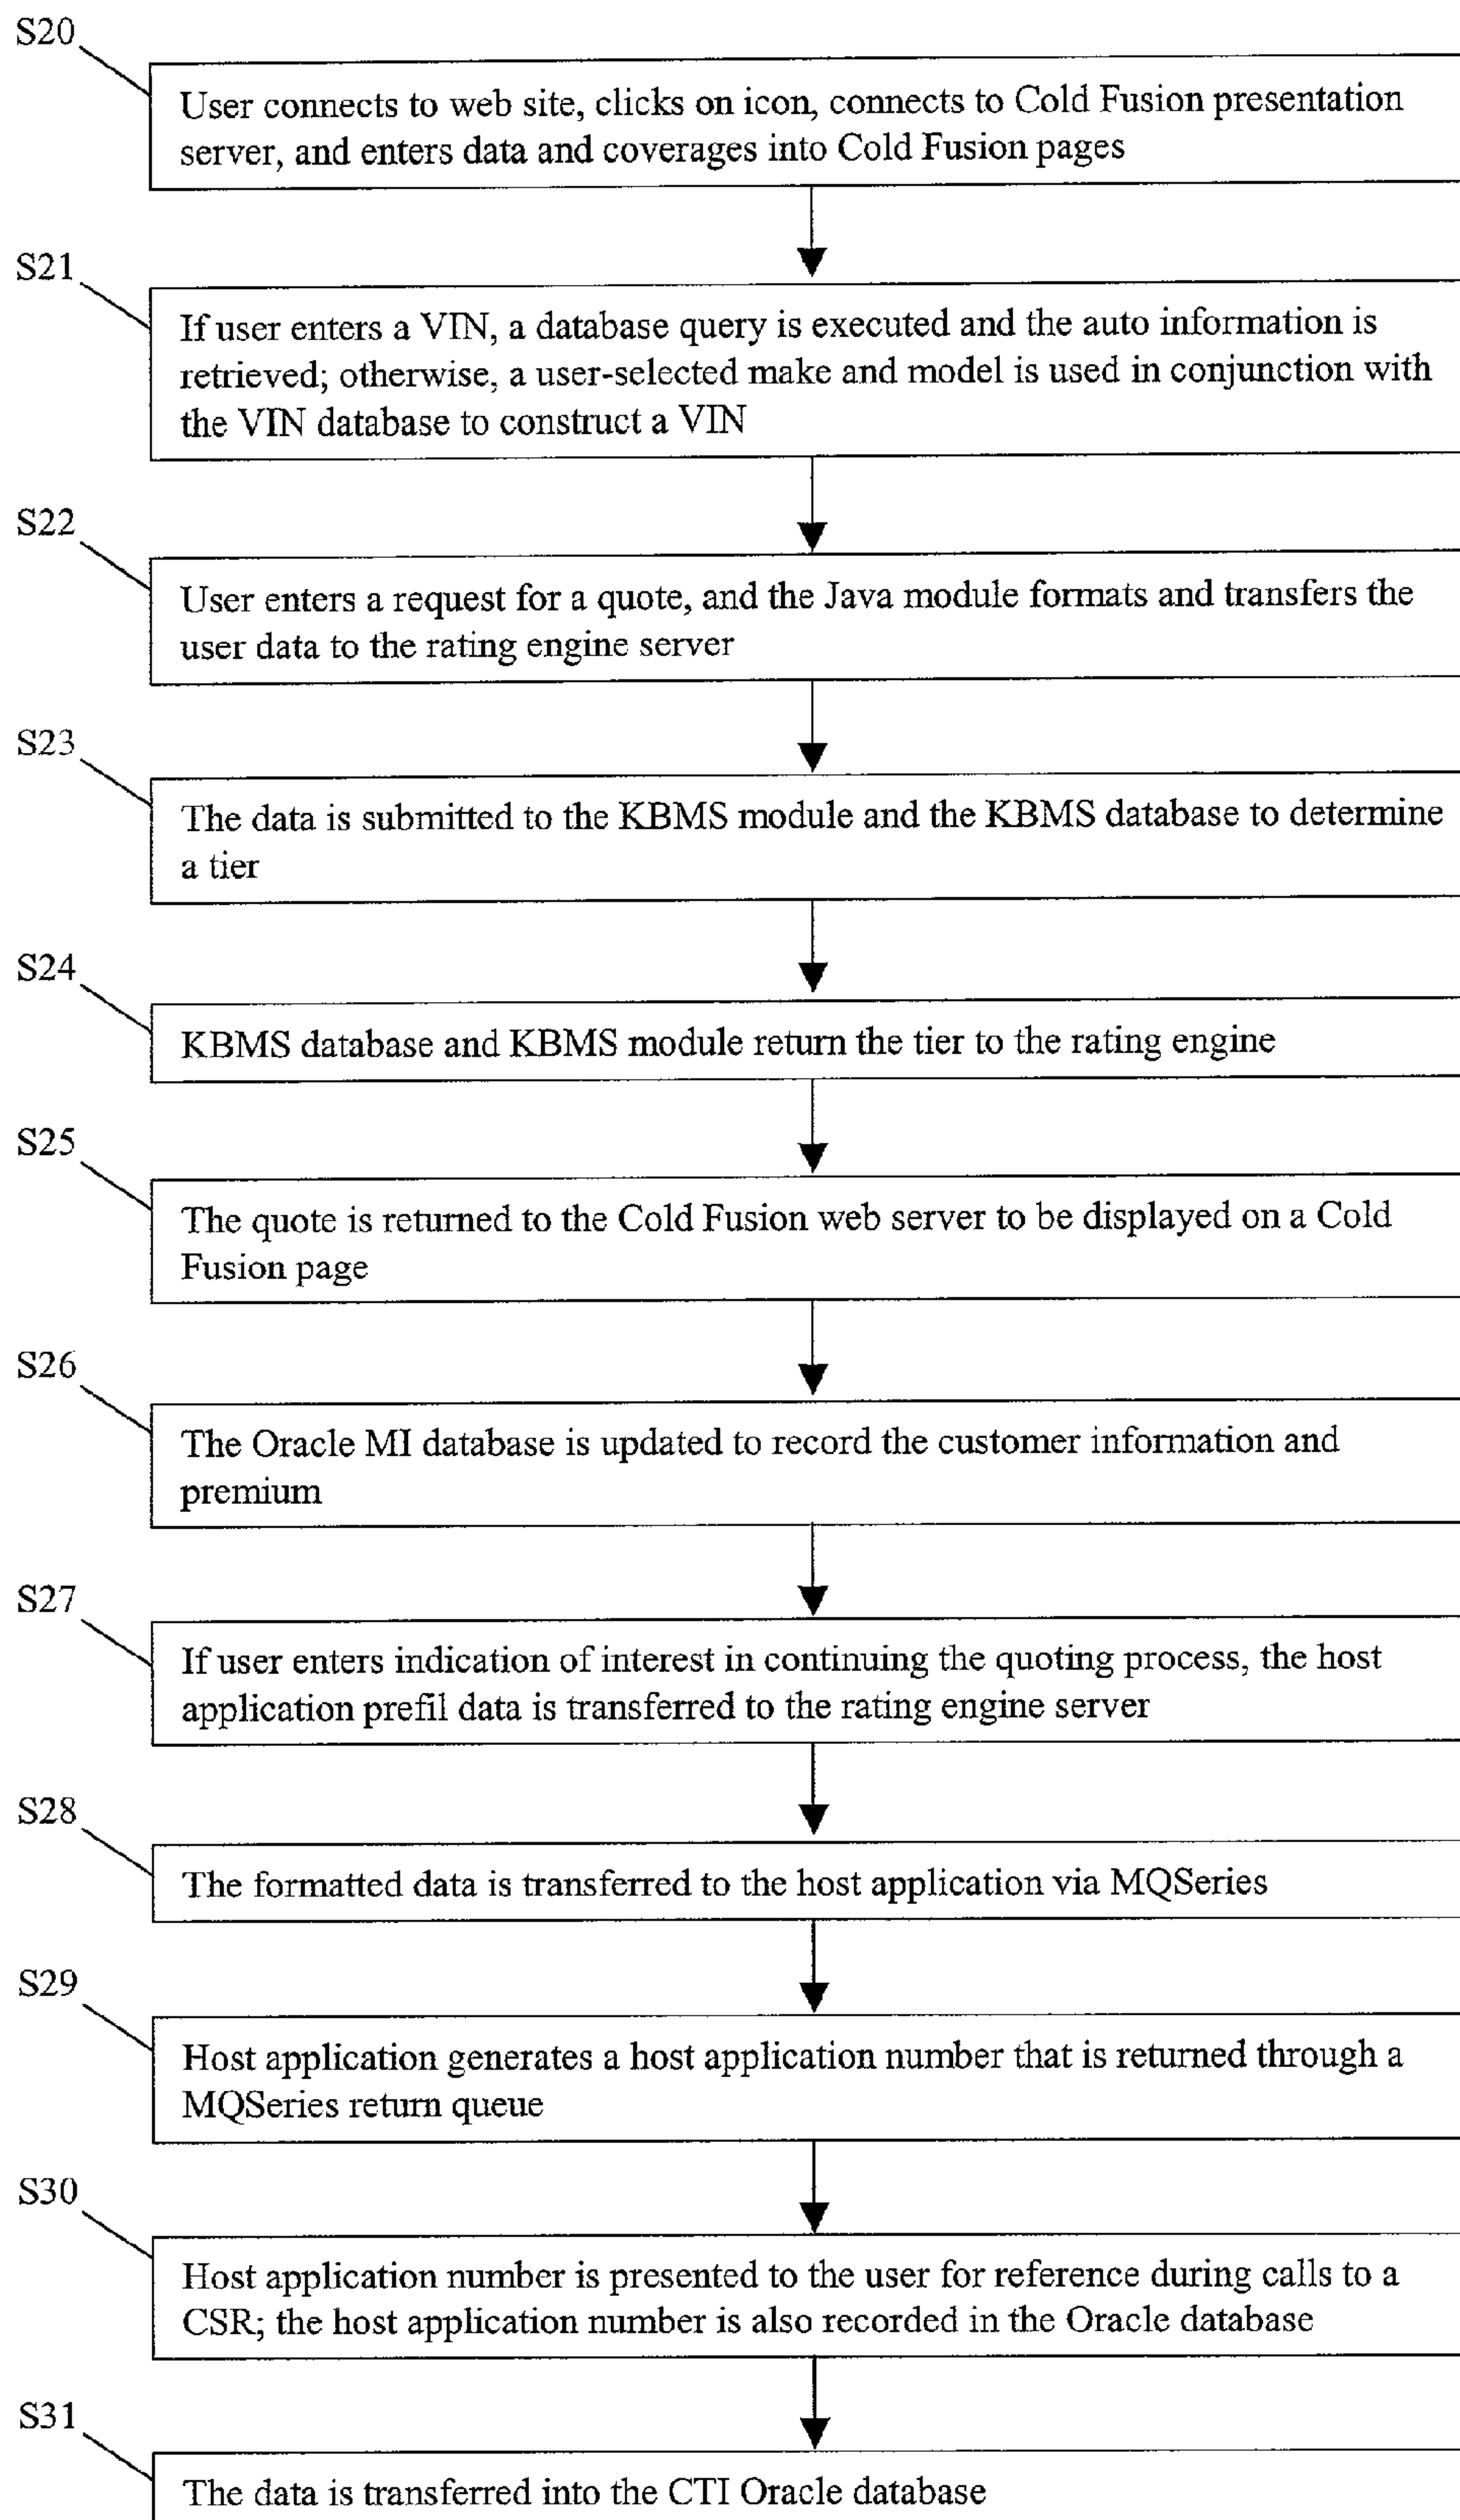 S20
User connects to web site, clicks on icon, connects to Cold Fusion presentation
server, and enters data and coverages into Cold Fusion pages
S21
If user enters a VIN, a database query is executed and the auto information is
retrieved; otherwise, a user-selected make and model is used in conjunction with
the VIN database to construct a VIN
S22
User enters a request for a quote, and the Java module formats and transfers the
user data to the rating engine server
S23
The data is submitted to the KBMS module and the KBMS database to determine
a tier
S24
KBMS database and KBMS module return the tier to the rating engine
S25
The quote is returned to the Cold Fusion web server to be displayed on a Cold
Fusion page
S26
The Oracle MI database is updated to record the customer information and
premium
S27
If user enters indication of interest in continuing the quoting process, the host
application prefil data is transferred to the rating engine server
S28
The formatted data is transferred to the host application via MQSeries
S29
Host application generates a host application number that is returned through a
MQSeries return queue
S30
Host application number is presented to the user for reference during calls to a
CSR; the host application number is also recorded in the Oracle database
S31
The data is transferred into the CTI Oracle database